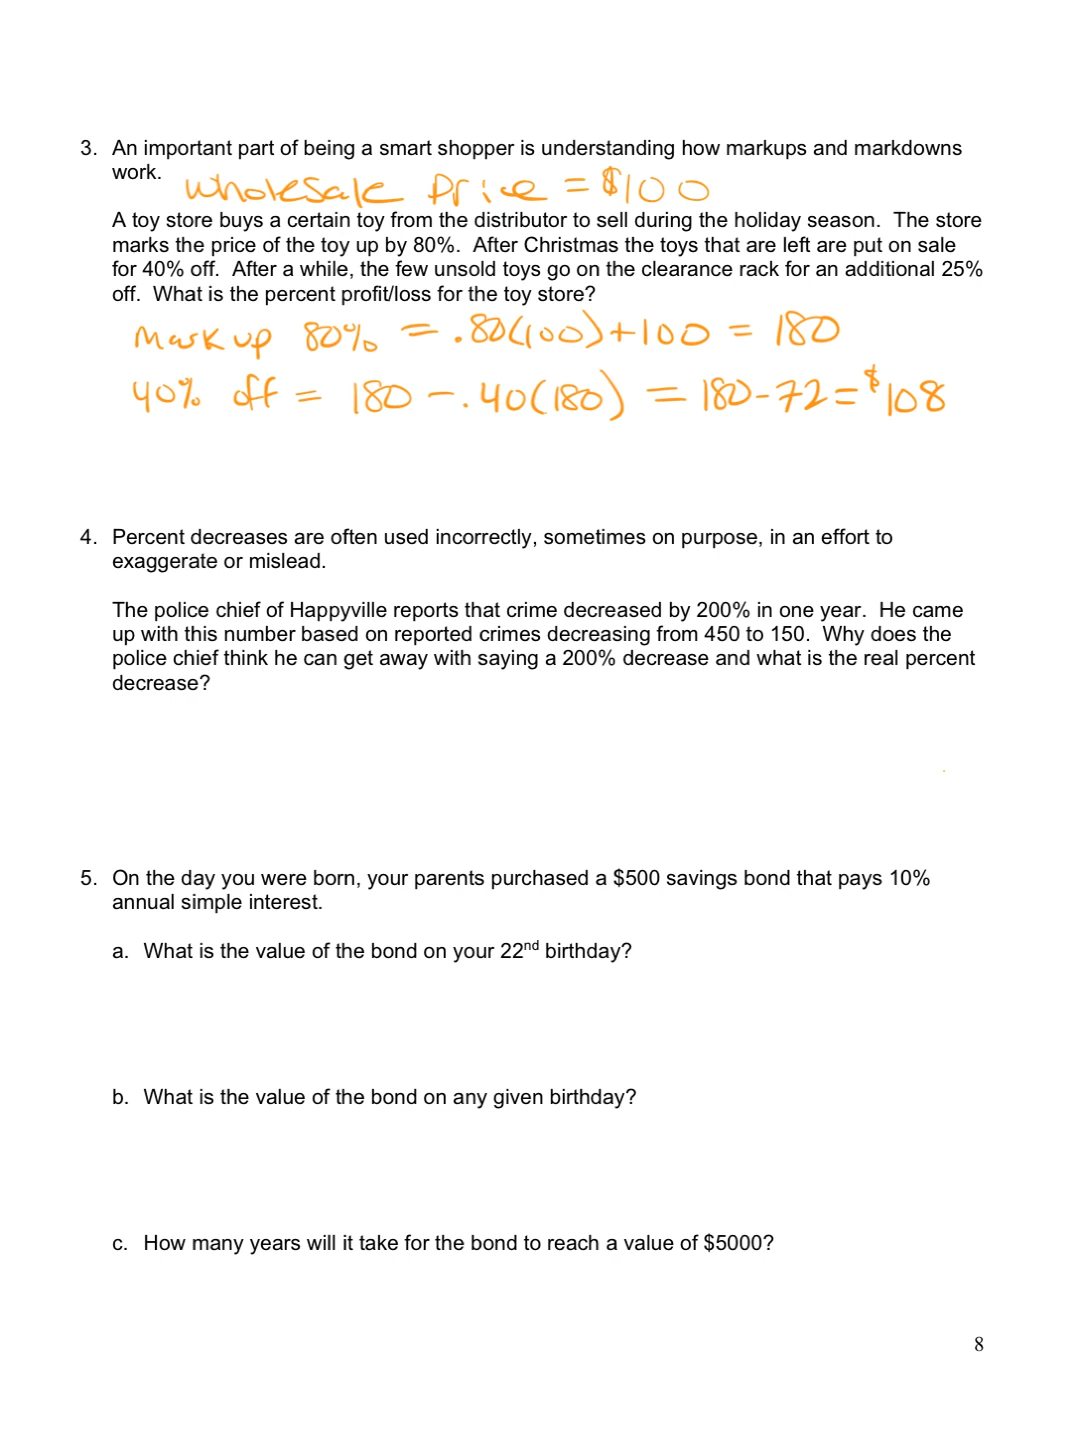 3. An important part of being a smart shopper is understanding how markups and markdowns
work.
wholesale Price = $100
A toy store buys a certain toy from the distributor to sell during the holiday season. The store
marks the price of the toy up by 80%. After Christmas the toys that are left are put on sale
for 40% off. After a while, the few unsold toys go on the clearance rack for an additional 25%
off. What is the percent profit/loss for the toy store?
Mark up 80% = .80(100)+100 = 180
40% off = 180 - .40(180) = 180-72=$108
4. Percent decreases are often used incorrectly, sometimes on purpose, in an effort to
exaggerate or mislead.
The police chief of Happyville reports that crime decreased by 200% in one year. He came
up with this number based on reported crimes decreasing from 450 to 150. Why does the
police chief think he can get away with saying a 200% decrease and what is the real percent
decrease?
5. On the day you were born, your parents purchased a $500 savings bond that pays 10%
annual simple interest.
a. What is the value of the bond on your 22nd birthday?
b. What is the value of the bond on any given birthday?
c. How many years will it take for the bond to reach a value of $5000?
8